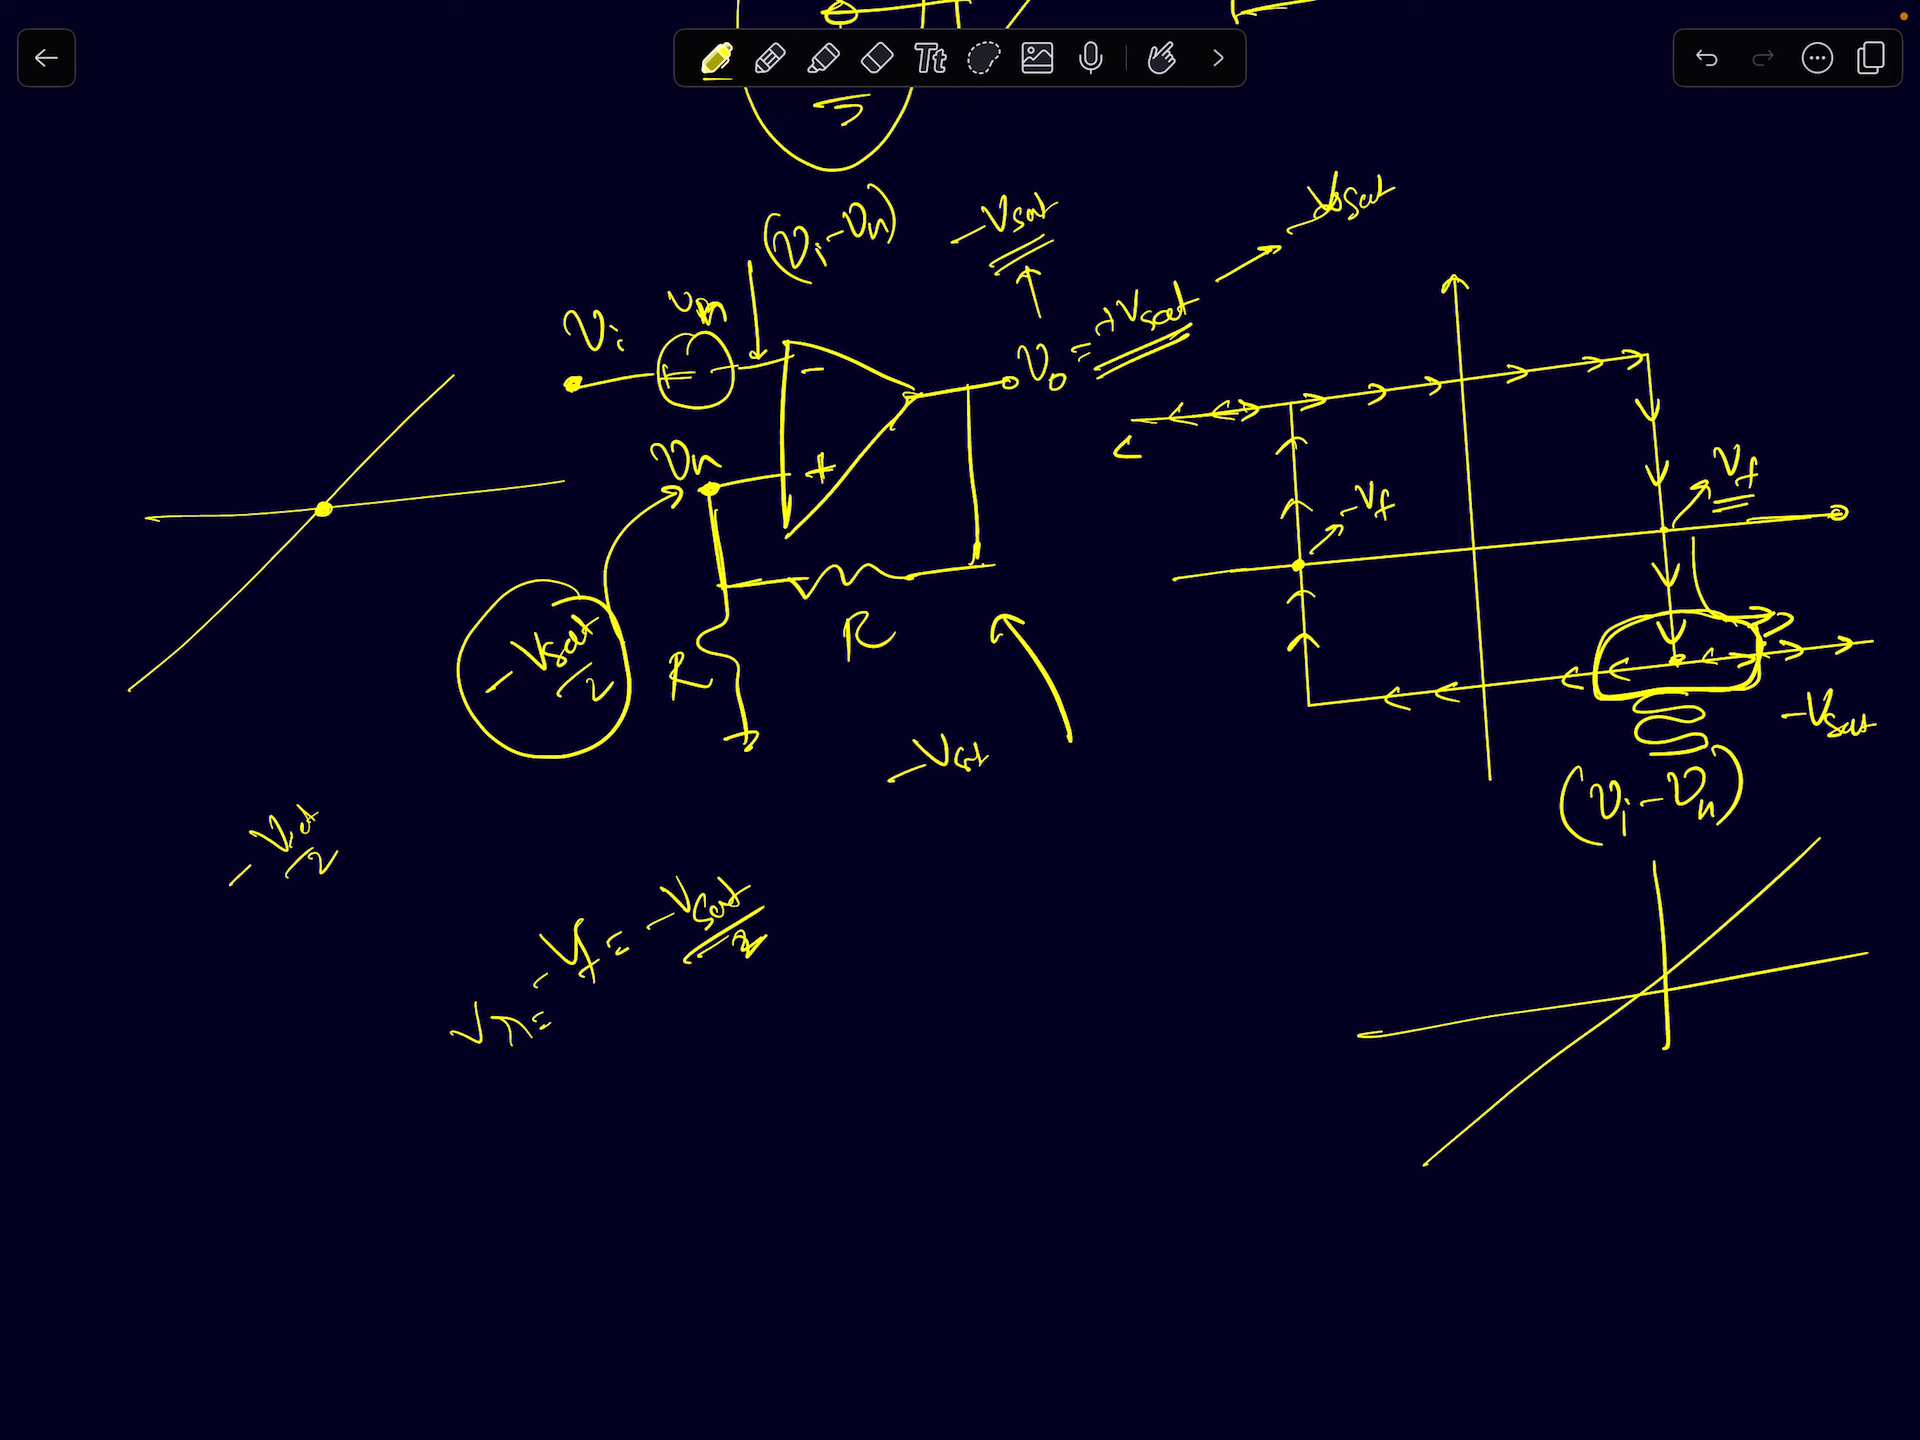 Tt
(Vi-Vn)
-Vsat
-Vsat
Vi
Vn
Vo = +Vsat
-
Vn
+
Vf
-Vf
R
-Vsat/2
R
-Vsat
-Vsat
(Vi-Vn)
-Vsat/2
-Vf = -Vsat/2
Vn =